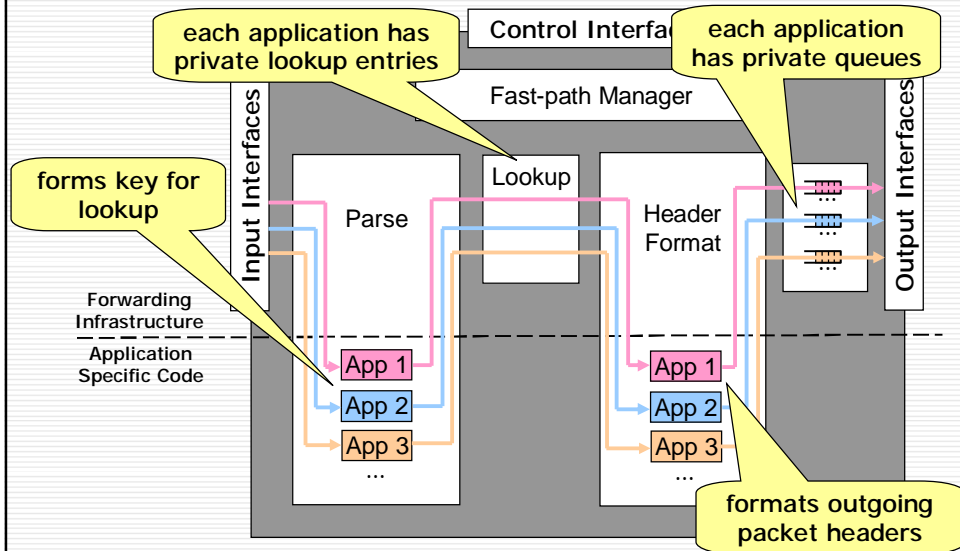 each application has
private lookup entries
Control Interfac
each application
has private queues
Fast-path Manager
forms key for
lookup
Input Interfaces
Parse
Lookup
Header
Format
...
...
...
Output Interfaces
Forwarding
Infrastructure
Application
Specific Code
App 1
App 2
App 3
...
App 1
App 2
App 3
...
formats outgoing
packet headers